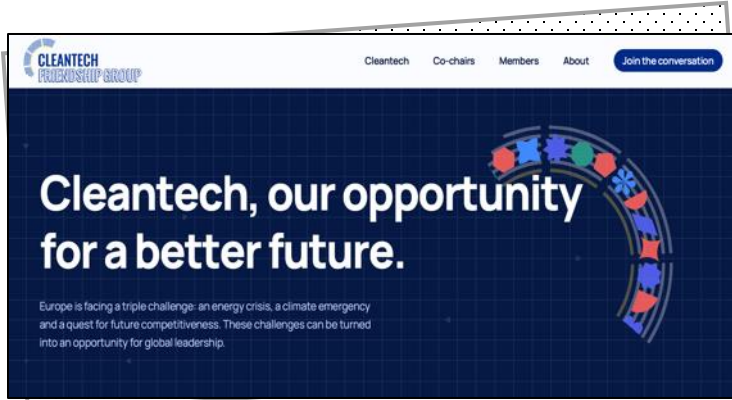 CLEANTECH
FRIENDSHIP GROUP
Cleantech Co-chairs Members About Join the conversation
Cleantech, our opportunity
for a better future.
Europe is facing a triple challenge: an energy crisis, a climate emergency
and a quest for future competitiveness. These challenges can be turned
into an opportunity for global leadership.